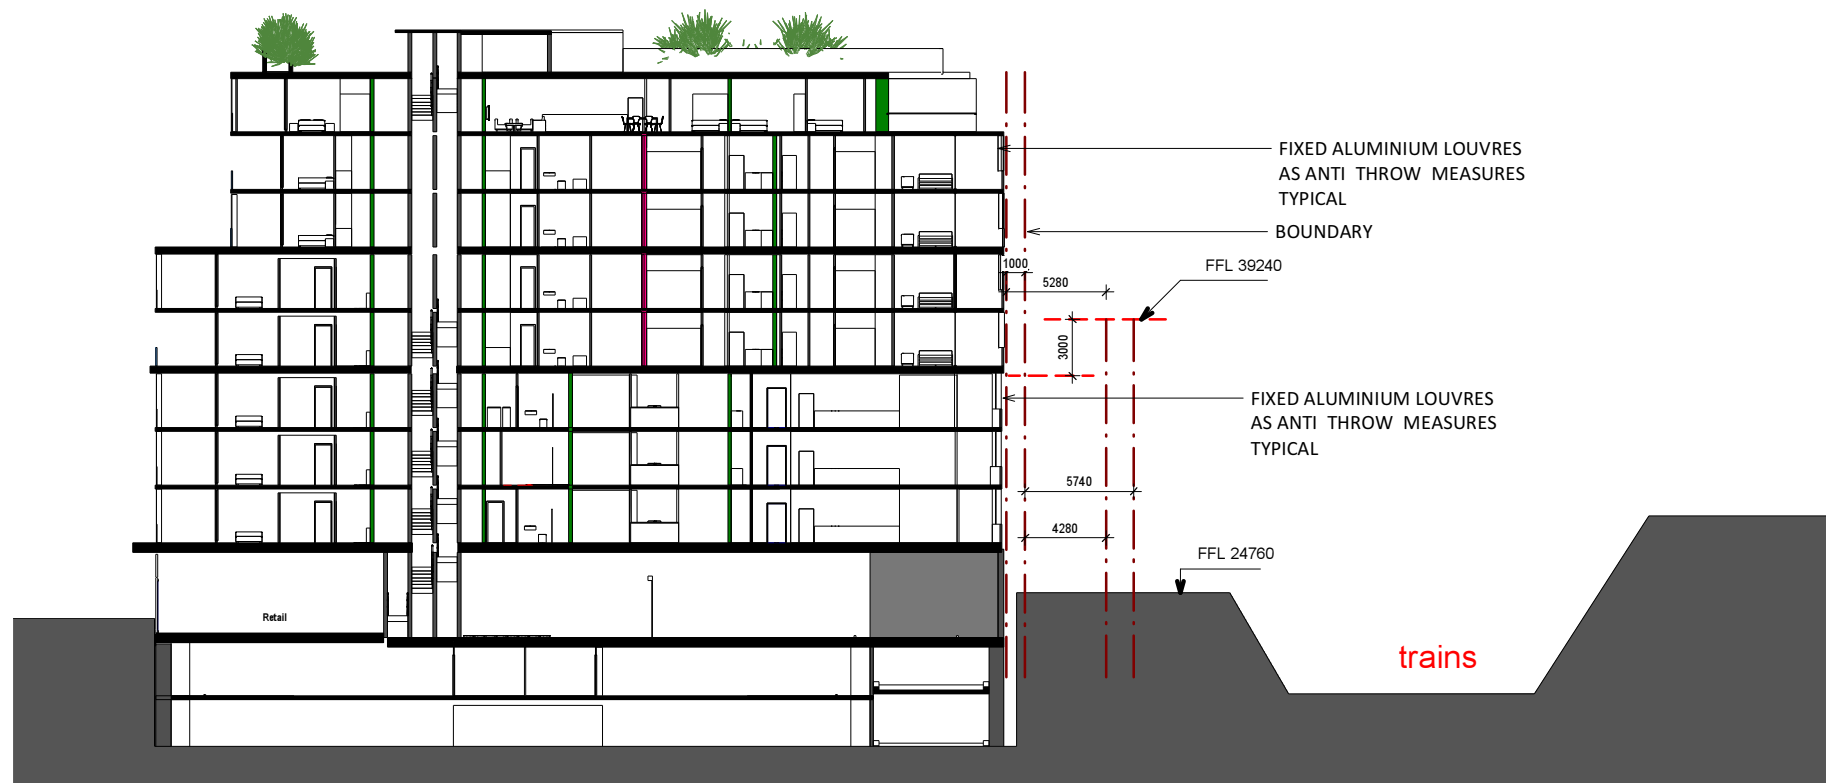 FIXED ALUMINIUM LOUVRES
AS ANTI THROW MEASURES
TYPICAL
BOUNDARY
1000
FFL 39240
5280
3000
FIXED ALUMINIUM LOUVRES
AS ANTI THROW MEASURES
TYPICAL
5740
4280
FFL 24760
Retail
trains